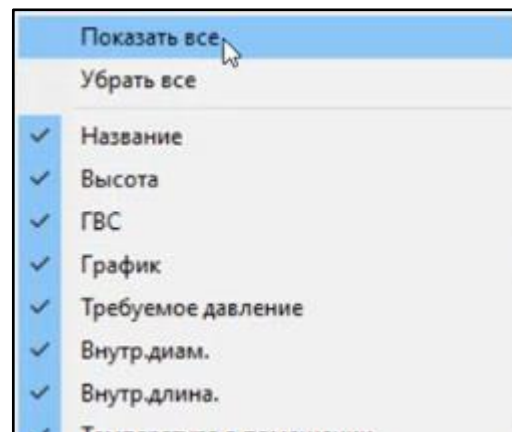 Показать все
Убрать все
Название
Высота
ГВС
График
Требуемое давление
Внутр.диам.
Внутр.длина.